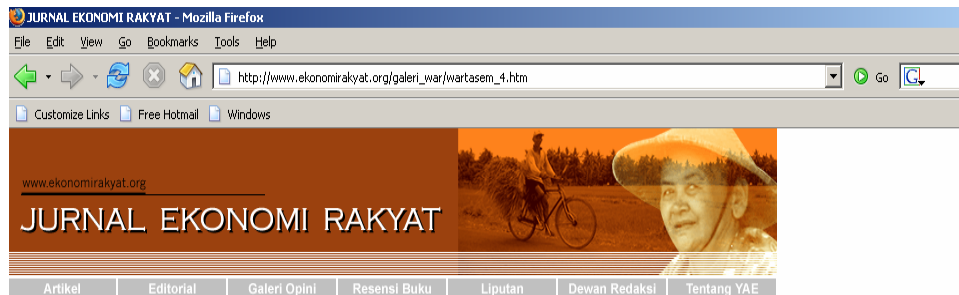 JURNAL EKONOMI RAKYAT - Mozilla Firefox
File Edit View Go Bookmarks Tools Help
http://www.ekonomirakyat.org/galeri_war/wartasem_4.htm Go G
Customize Links Free Hotmail Windows
www.ekonomirakyat.org
JURNAL EKONOMI RAKYAT
Artikel Editorial Galeri Opini Resensi Buku Liputan Dewan Redaksi Tentang YAE